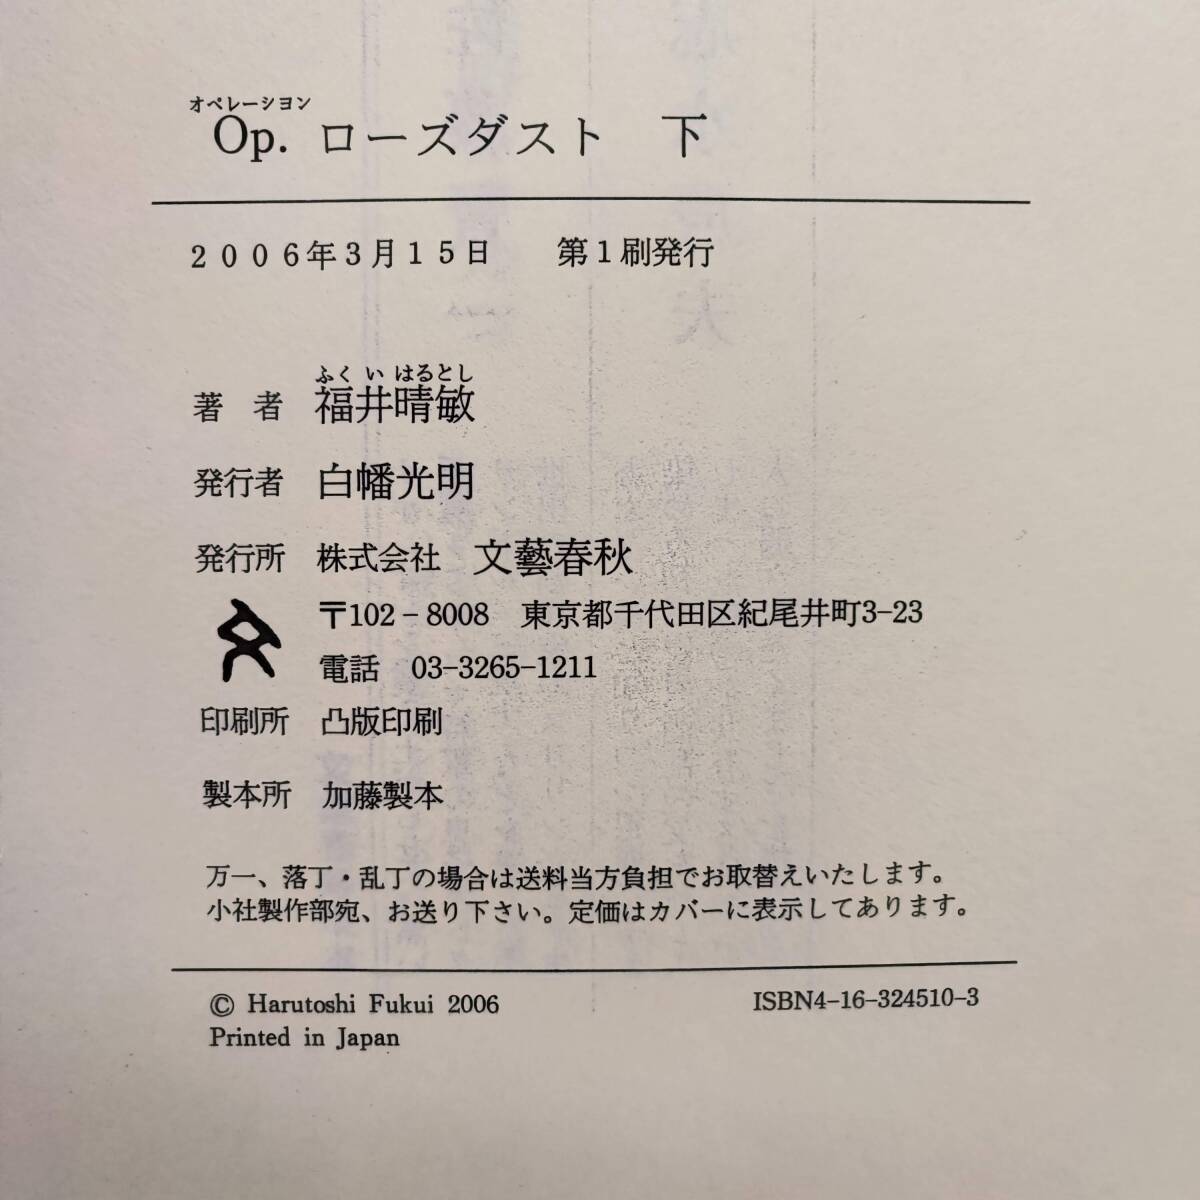 オペレーシヨン
Op. ローズダスト 下
2006年3月15日 第1刷発行
ふくい はるとし
著者 福井晴敏
発行者 白幡光明
発行所 株式会社 文藝春秋
〒102-8008 東京都千代田区紀尾井町3-23
電話 03-3265-1211
印刷所 凸版印刷
製本所 加藤製本
万一、落丁・乱丁の場合は送料当方負担でお取替えいたします。
小社製作部宛、お送り下さい。定価はカバーに表示してあります。
© Harutoshi Fukui 2006 ISBN4-16-324510-3
Printed in Japan